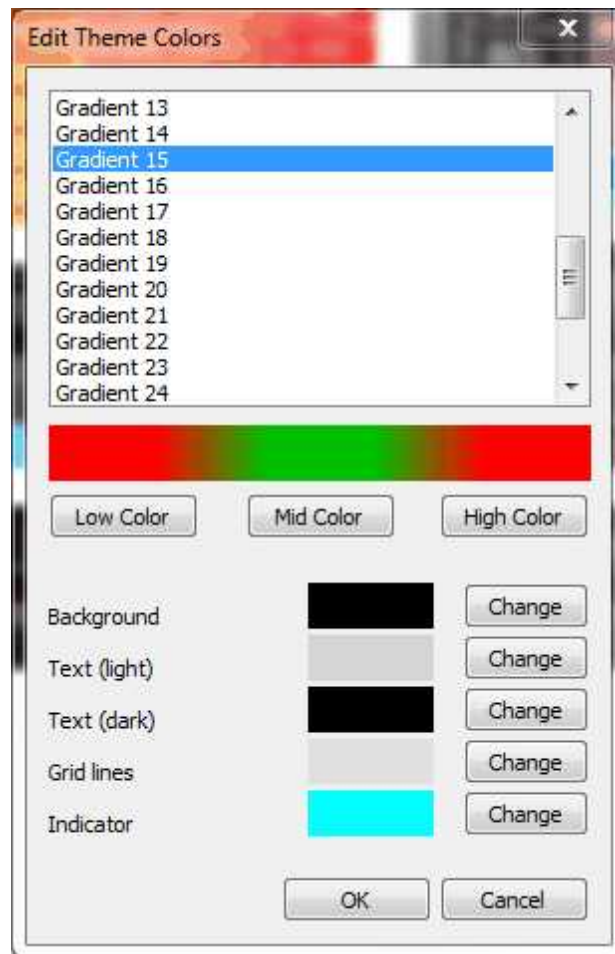 Edit Theme Colors
Gradient 13
Gradient 14
Gradient 15
Gradient 16
Gradient 17
Gradient 18
Gradient 19
Gradient 20
Gradient 21
Gradient 22
Gradient 23
Gradient 24
Low Color Mid Color High Color
Background Change
Text (light) Change
Text (dark) Change
Grid lines Change
Indicator Change
OK Cancel